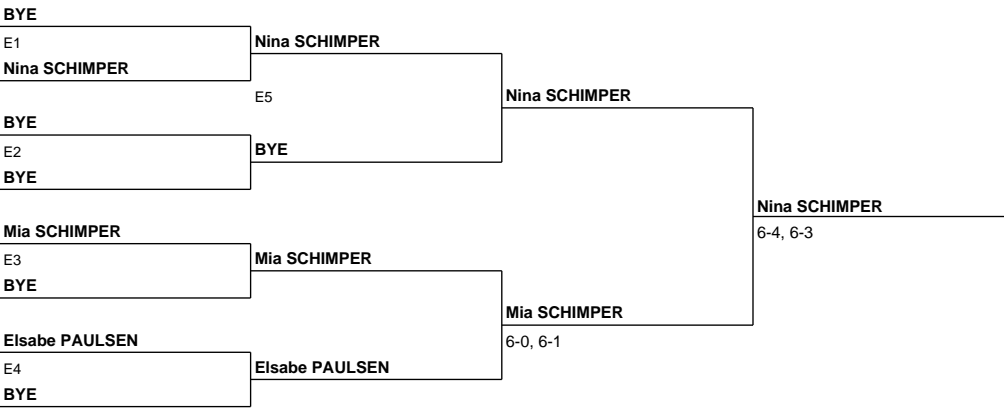 BYE
E1
Nina SCHIMPER
BYE
E2
BYE
Mia SCHIMPER
E3
BYE
Elsabe PAULSEN
E4
BYE
Nina SCHIMPER
E5
BYE
Mia SCHIMPER
Elsabe PAULSEN
Nina SCHIMPER
Mia SCHIMPER
6-0, 6-1
Nina SCHIMPER
6-4, 6-3